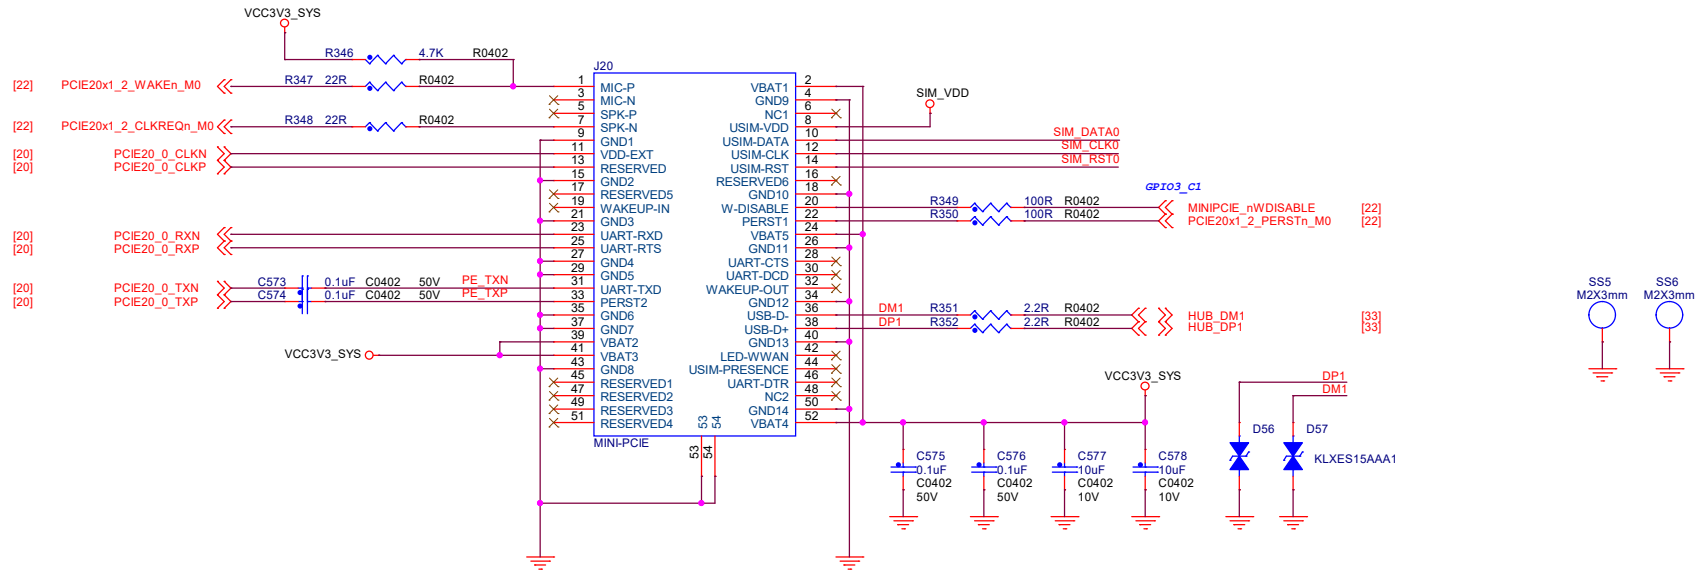 VCC3V3_SYS
R346 4.7K R0402
[22] PCIE20x1_2_WAKEn_M0 R347 22R R0402
[22] PCIE20x1_2_CLKREQn_M0 R348 22R R0402
[20] PCIE20_0_CLKN
[20] PCIE20_0_CLKP
[20] PCIE20_0_RXN
[20] PCIE20_0_RXP
[20] PCIE20_0_TXN C573 0.1uF C0402 50V PE_TXN
[20] PCIE20_0_TXP C574 0.1uF C0402 50V PE_TXP
VCC3V3_SYS
J20
1 MIC-P VBAT1 2
3 MIC-N GND9 4
5 SPK-P NC1 6
7 SPK-N USIM-VDD 8
9 GND1 USIM-DATA 10
11 VDD-EXT USIM-CLK 12
13 RESERVED USIM-RST 14
15 GND2 RESERVED6 16
17 RESERVED5 GND10 18
19 WAKEUP-IN W-DISABLE 20
21 GND3 PERST1 22
23 UART-RXD VBAT5 24
25 UART-RTS GND11 26
27 GND4 UART-CTS 28
29 GND5 UART-DCD 30
31 UART-TXD WAKEUP-OUT 32
33 PERST2 GND12 34
35 GND6 USB-D- 36
37 GND7 USB-D+ 38
39 VBAT2 GND13 40
41 VBAT3 LED-WWAN 42
43 GND8 USIM-PRESENCE 44
45 RESERVED1 UART-DTR 46
47 RESERVED2 NC2 48
49 RESERVED3 GND14 50
51 RESERVED4 VBAT4 52
53 54
MINI-PCIE
53 54
SIM_VDD
SIM_DATA0
SIM_CLK0
SIM_RST0
GPIO3_C1
R349 100R R0402 MINIPCIE_nWDISABLE [22]
R350 100R R0402 PCIE20x1_2_PERSTn_M0 [22]
DM1 R351 2.2R R0402 HUB_DM1 [33]
DP1 R352 2.2R R0402 HUB_DP1 [33]
VCC3V3_SYS
C575 0.1uF C0402 50V
C576 0.1uF C0402 50V
C577 10uF C0402 10V
C578 10uF C0402 10V
DP1
DM1
D56 D57
KLXES15AAA1
SS5 SS6
M2X3mm M2X3mm